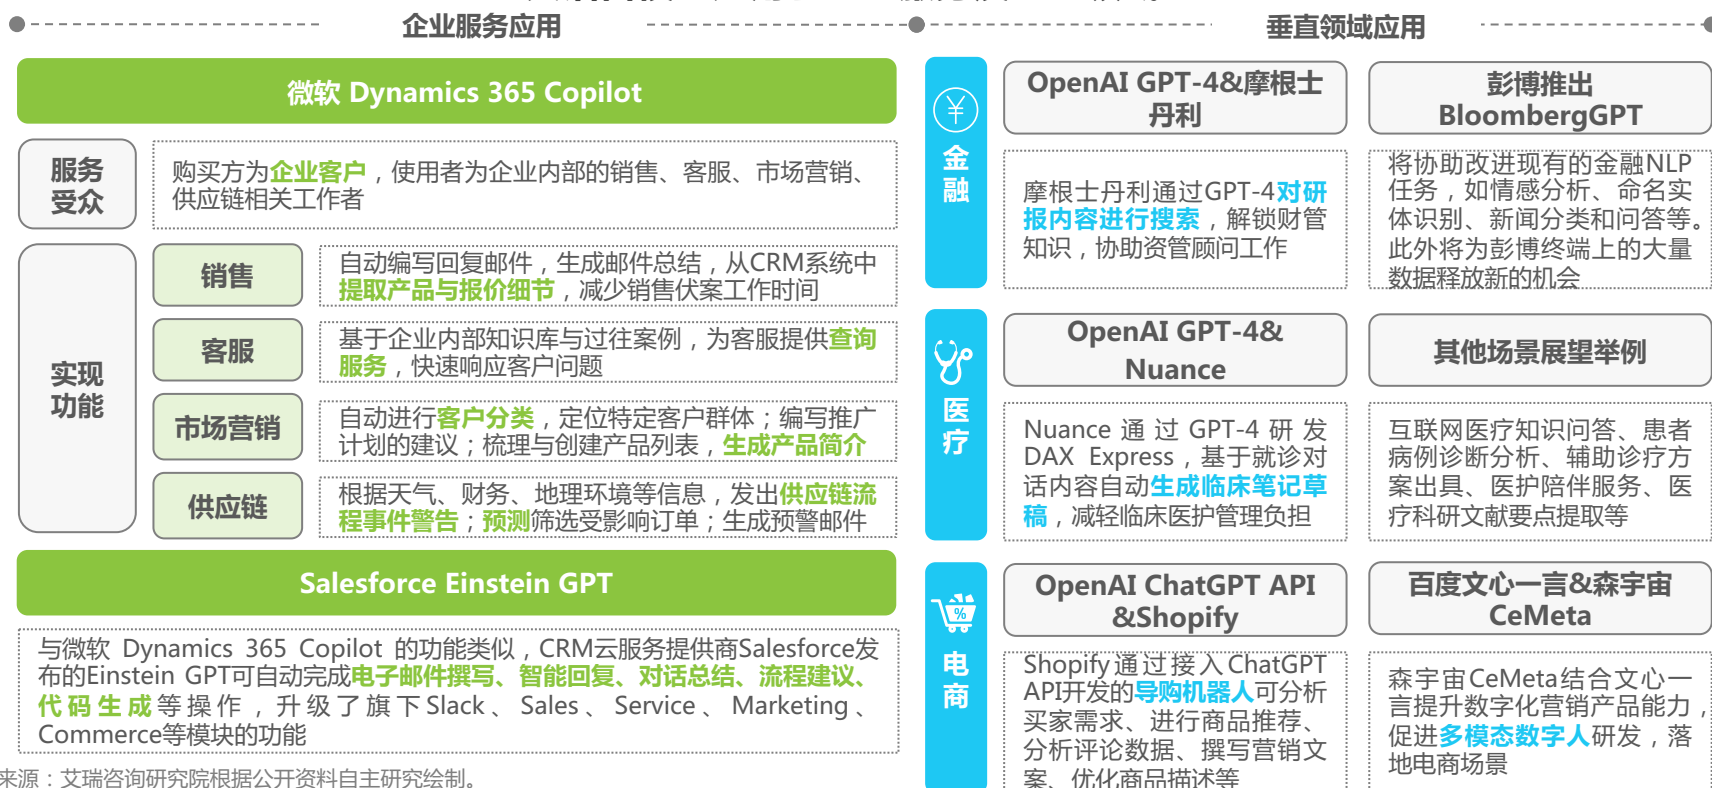 企业服务应用
垂直领域应用
微软 Dynamics 365 Copilot
服务
受众
购买方为企业客户，使用者为企业内部的销售、客服、市场营销、
供应链相关工作者
实现
功能
销售
自动编写回复邮件，生成邮件总结，从CRM系统中
提取产品与报价细节，减少销售伏案工作时间
客服
基于企业内部知识库与过往案例，为客服提供查询
服务，快速响应客户问题
市场营销
自动进行客户分类，定位特定客户群体；编写推广
计划的建议；梳理与创建产品列表，生成产品简介
供应链
根据天气、财务、地理环境等信息，发出供应链流
程事件警告；预测筛选受影响订单；生成预警邮件
Salesforce Einstein GPT
与微软 Dynamics 365 Copilot 的功能类似，CRM云服务提供商Salesforce发
布的Einstein GPT可自动完成电子邮件撰写、智能回复、对话总结、流程建议、
代码生成等操作，升级了旗下Slack、Sales、Service、Marketing、
Commerce等模块的功能
来源：艾瑞咨询研究院根据公开资料自主研究绘制。
金
融
OpenAI GPT-4&摩根士
丹利
摩根士丹利通过GPT-4对研
报内容进行搜索，解锁财管
知识，协助资管顾问工作
彭博推出
BloombergGPT
将协助改进现有的金融NLP
任务，如情感分析、命名实
体识别、新闻分类和问答等。
此外将为彭博终端上的大量
数据释放新的机会
医
疗
OpenAI GPT-4&
Nuance
Nuance通过GPT-4研发
DAX Express，基于就诊对
话内容自动生成临床笔记草
稿，减轻临床医护管理负担
其他场景展望举例
互联网医疗知识问答、患者
病例诊断分析、辅助诊疗方
案出具、医护陪伴服务、医
疗科研文献要点提取等
%
电
商
OpenAI ChatGPT API
&Shopify
Shopify通过接入ChatGPT
API开发的导购机器人可分析
买家需求、进行商品推荐、
分析评论数据、撰写营销文
案、优化商品描述等
百度文心一言&森宇宙
CeMeta
森宇宙CeMeta结合文心一
言提升数字化营销产品能力，
促进多模态数字人研发，落
地电商场景